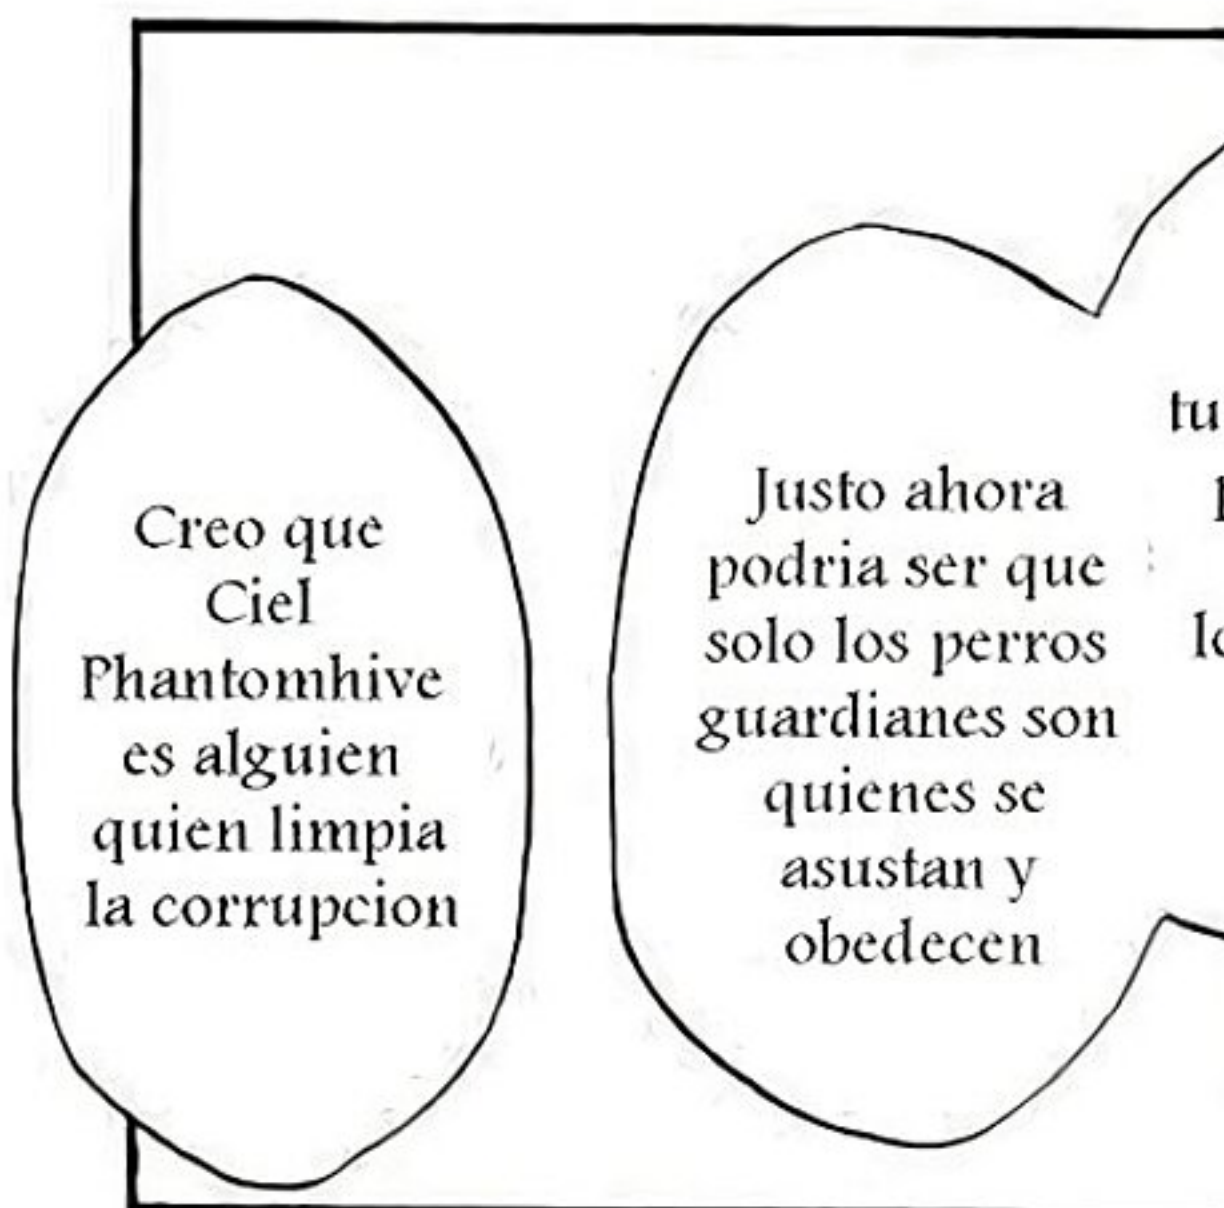 Creo que
Ciel
Phantomhive
es alguien
quien limpia
la corrupcion
Justo ahora
podria ser que
solo los perros
guardianes son
quienes se
asustan y
obedecen
tu